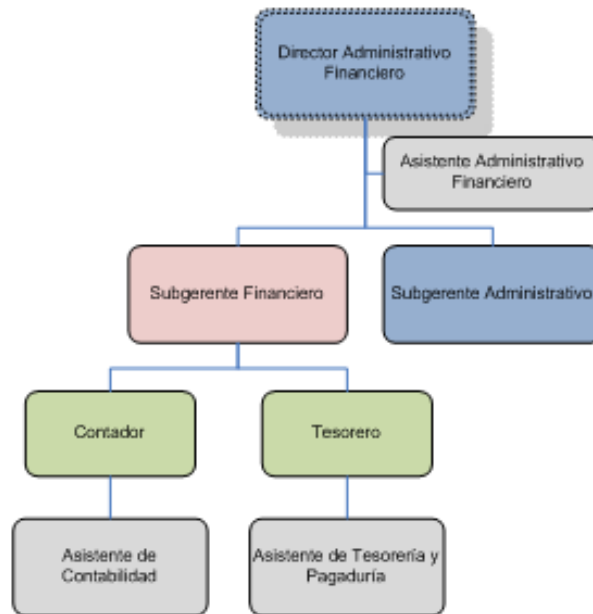 Director Administrativo
Financiero
Asistente Administrativo
Financiero
Subgerente Financiero
Subgerente Administrativo
Contador
Tesorero
Asistente de
Contabilidad
Asistente de Tesorería y
Pagaduría